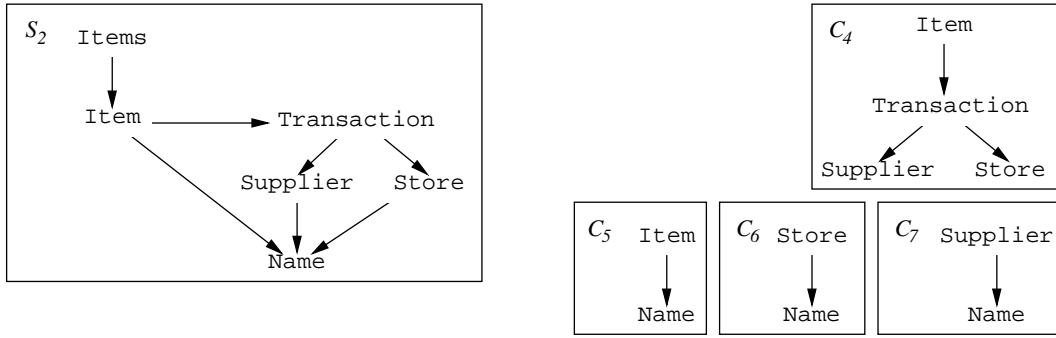 S2 Items
Item Transaction
Supplier Store
Name
C4 Item
Transaction
Supplier Store
C5 Item
Name
C6 Store
Name
C7 Supplier
Name